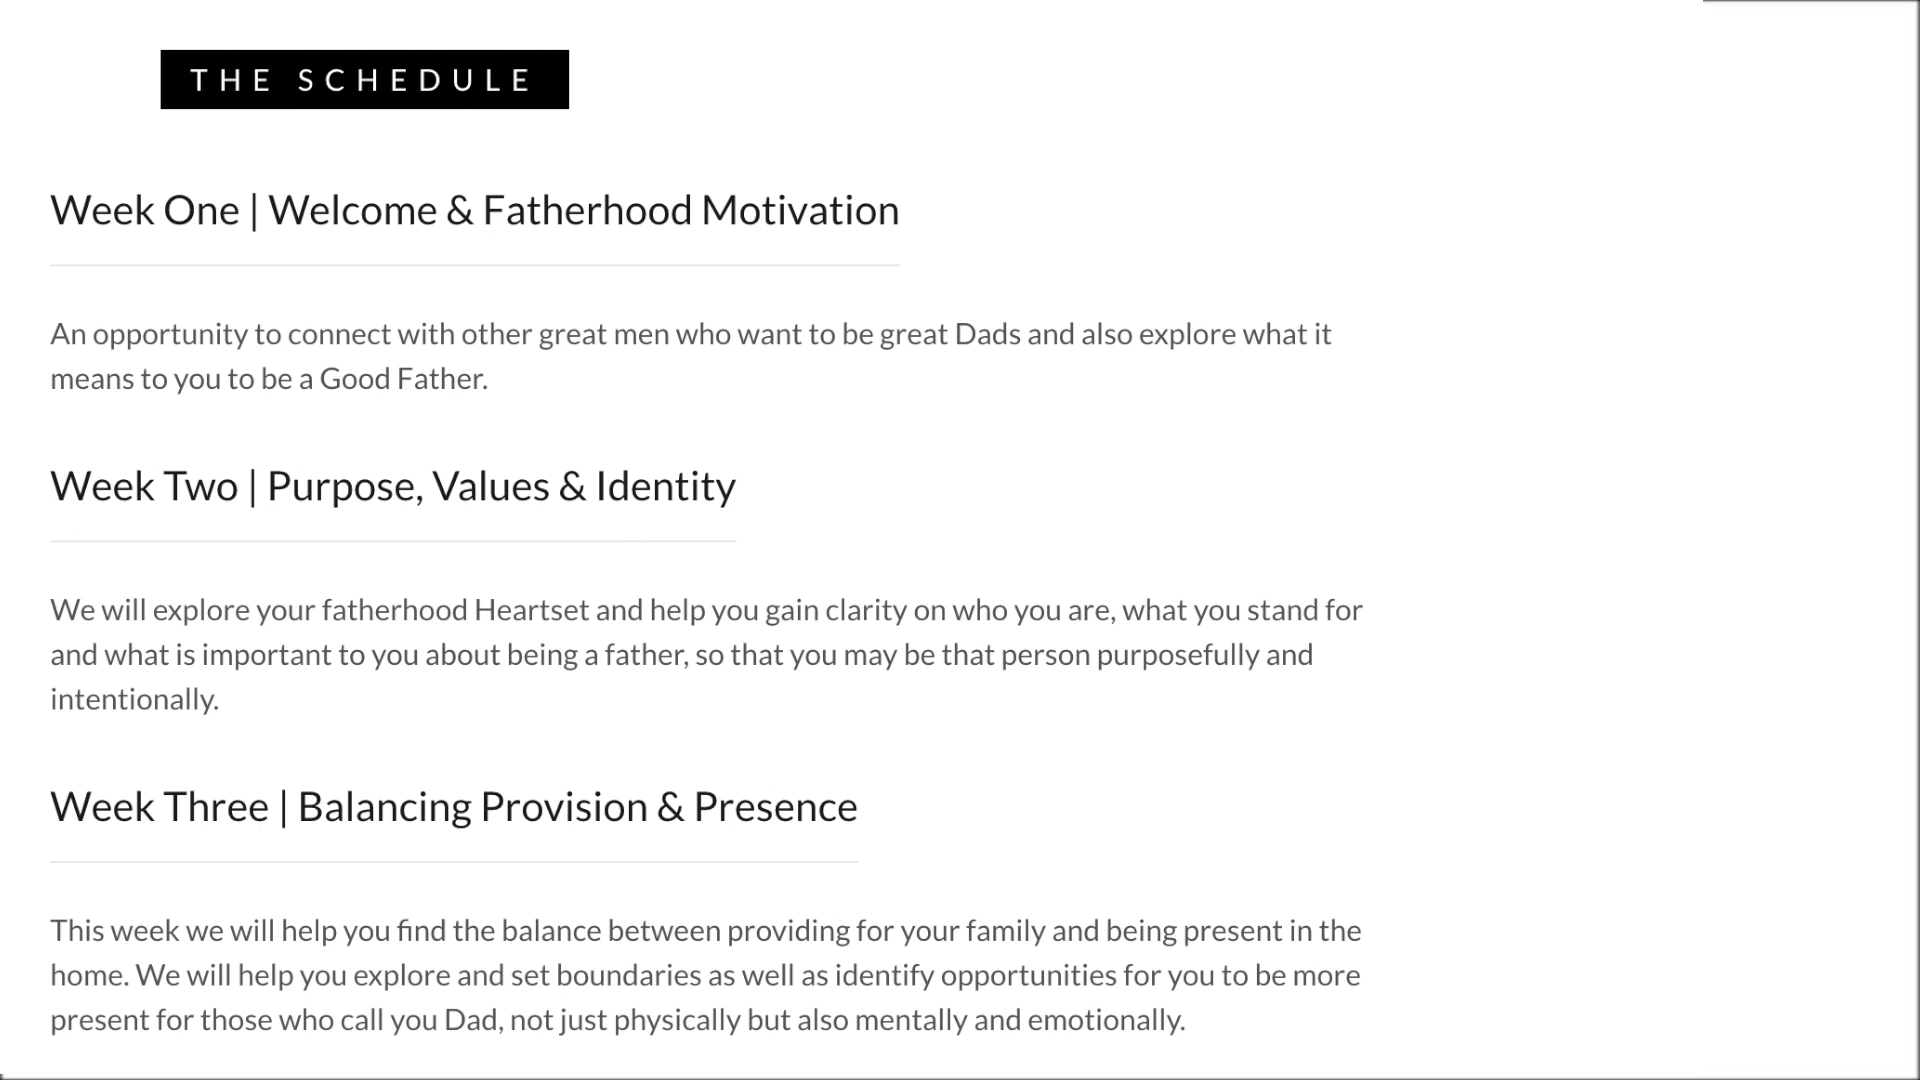 THE SCHEDULE
Week One | Welcome & Fatherhood Motivation
An opportunity to connect with other great men who want to be great Dads and also explore what it
means to you to be a Good Father.
Week Two | Purpose, Values & Identity
We will explore your fatherhood Heartset and help you gain clarity on who you are, what you stand for
and what is important to you about being a father, so that you may be that person purposefully and
intentionally.
Week Three | Balancing Provision & Presence
This week we will help you find the balance between providing for your family and being present in the
home. We will help you explore and set boundaries as well as identify opportunities for you to be more
present for those who call you Dad, not just physically but also mentally and emotionally.